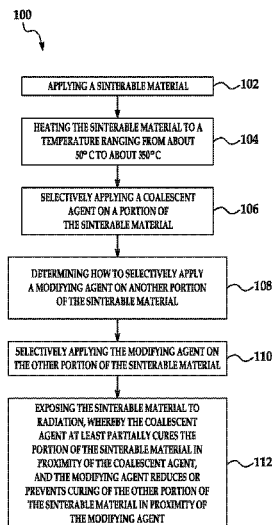 100
APPLYING A SINTERABLE MATERIAL
102
HEATING THE SINTERABLE MATERIAL TO A
TEMPERATURE RANGING FROM ABOUT
50°C TO ABOUT 350°C
104
SELECTIVELY APPLYING A COALESCENT
AGENT ON A PORTION OF
THE SINTERABLE MATERIAL
106
DETERMINING HOW TO SELECTIVELY APPLY
A MODIFYING AGENT ON ANOTHER PORTION
OF THE SINTERABLE MATERIAL
108
SELECTIVELY APPLYING THE MODIFYING AGENT ON
THE OTHER PORTION OF THE SINTERABLE MATERIAL
110
EXPOSING THE SINTERABLE MATERIAL TO
RADIATION, WHEREBY THE COALESCENT
AGENT AT LEAST PARTIALLY CURES THE
PORTION OF THE SINTERABLE MATERIAL IN
PROXIMITY OF THE COALESCENT AGENT,
AND THE MODIFYING AGENT REDUCES OR
PREVENTS CURING OF THE OTHER PORTION OF
THE SINTERABLE MATERIAL IN PROXIMITY OF
THE MODIFYING AGENT
112